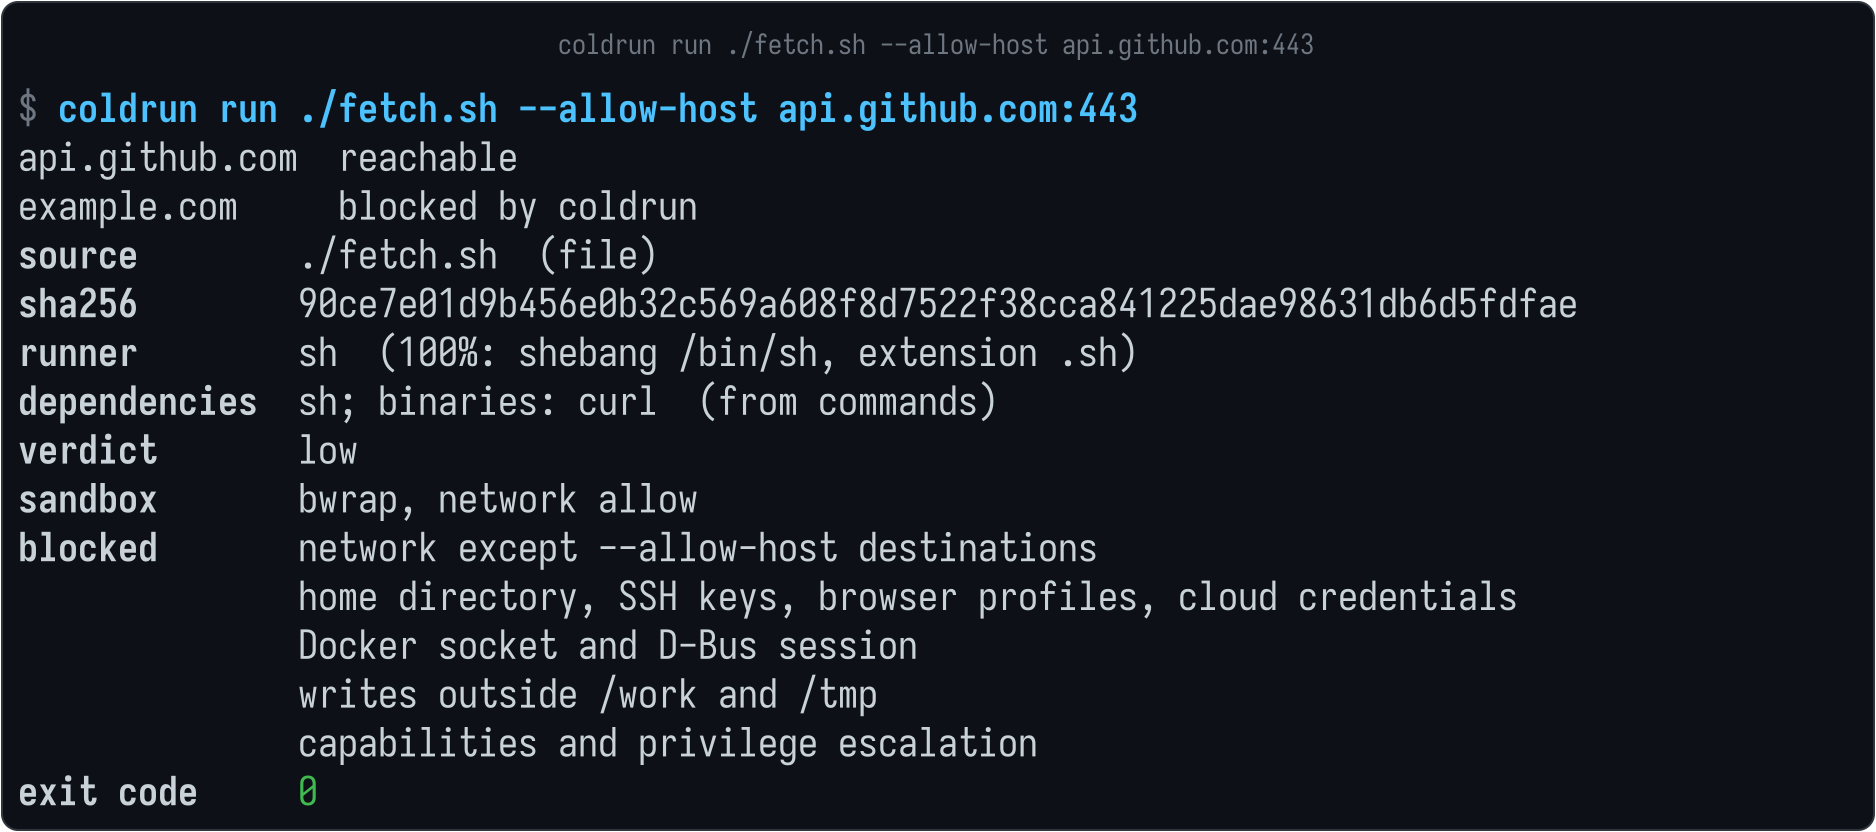 coldrun run ./fetch.sh --allow-host api.github.com:443
$ coldrun run ./fetch.sh --allow-host api.github.com:443
api.github.com  reachable
example.com     blocked by coldrun
source        ./fetch.sh  (file)
sha256        90ce7e01d9b456e0b32c569a608f8d7522f38cca841225dae98631db6d5fdfae
runner        sh  (100%: shebang /bin/sh, extension .sh)
dependencies  sh; binaries: curl  (from commands)
verdict       low
sandbox       bwrap, network allow
blocked       network except --allow-host destinations
              home directory, SSH keys, browser profiles, cloud credentials
              Docker socket and D-Bus session
              writes outside /work and /tmp
              capabilities and privilege escalation
exit code     0